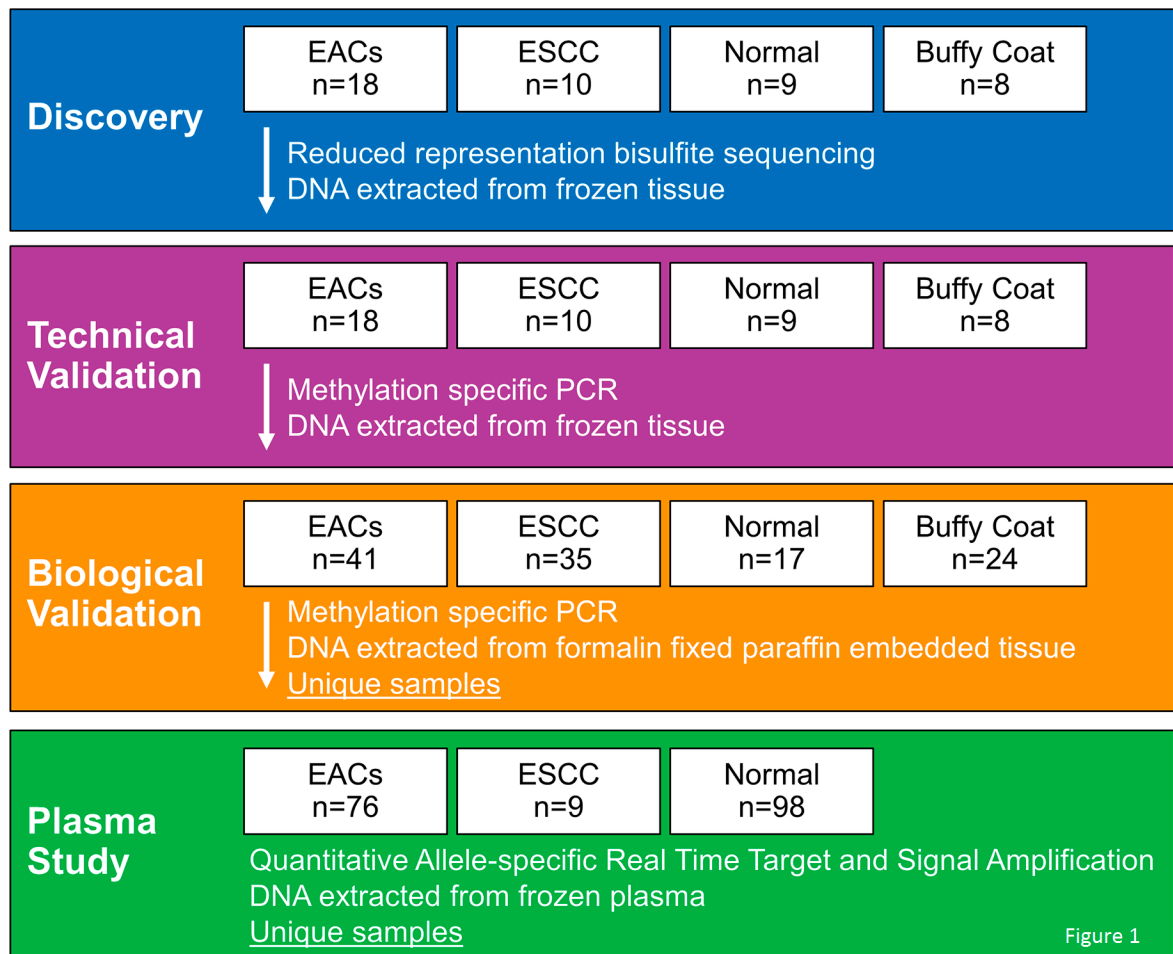 Discovery
EACs
n=18
ESCC
n=10
Normal
n=9
Buffy Coat
n=8
Reduced representation bisulfite sequencing
DNA extracted from frozen tissue
Technical
Validation
EACs
n=18
ESCC
n=10
Normal
n=9
Buffy Coat
n=8
Methylation specific PCR
DNA extracted from frozen tissue
Biological
Validation
EACs
n=41
ESCC
n=35
Normal
n=17
Buffy Coat
n=24
Methylation specific PCR
DNA extracted from formalin fixed paraffin embedded tissue
Unique samples
Plasma
Study
EACs
n=76
ESCC
n=9
Normal
n=98
Quantitative Allele-specific Real Time Target and Signal Amplification
DNA extracted from frozen plasma
Unique samples
Figure 1